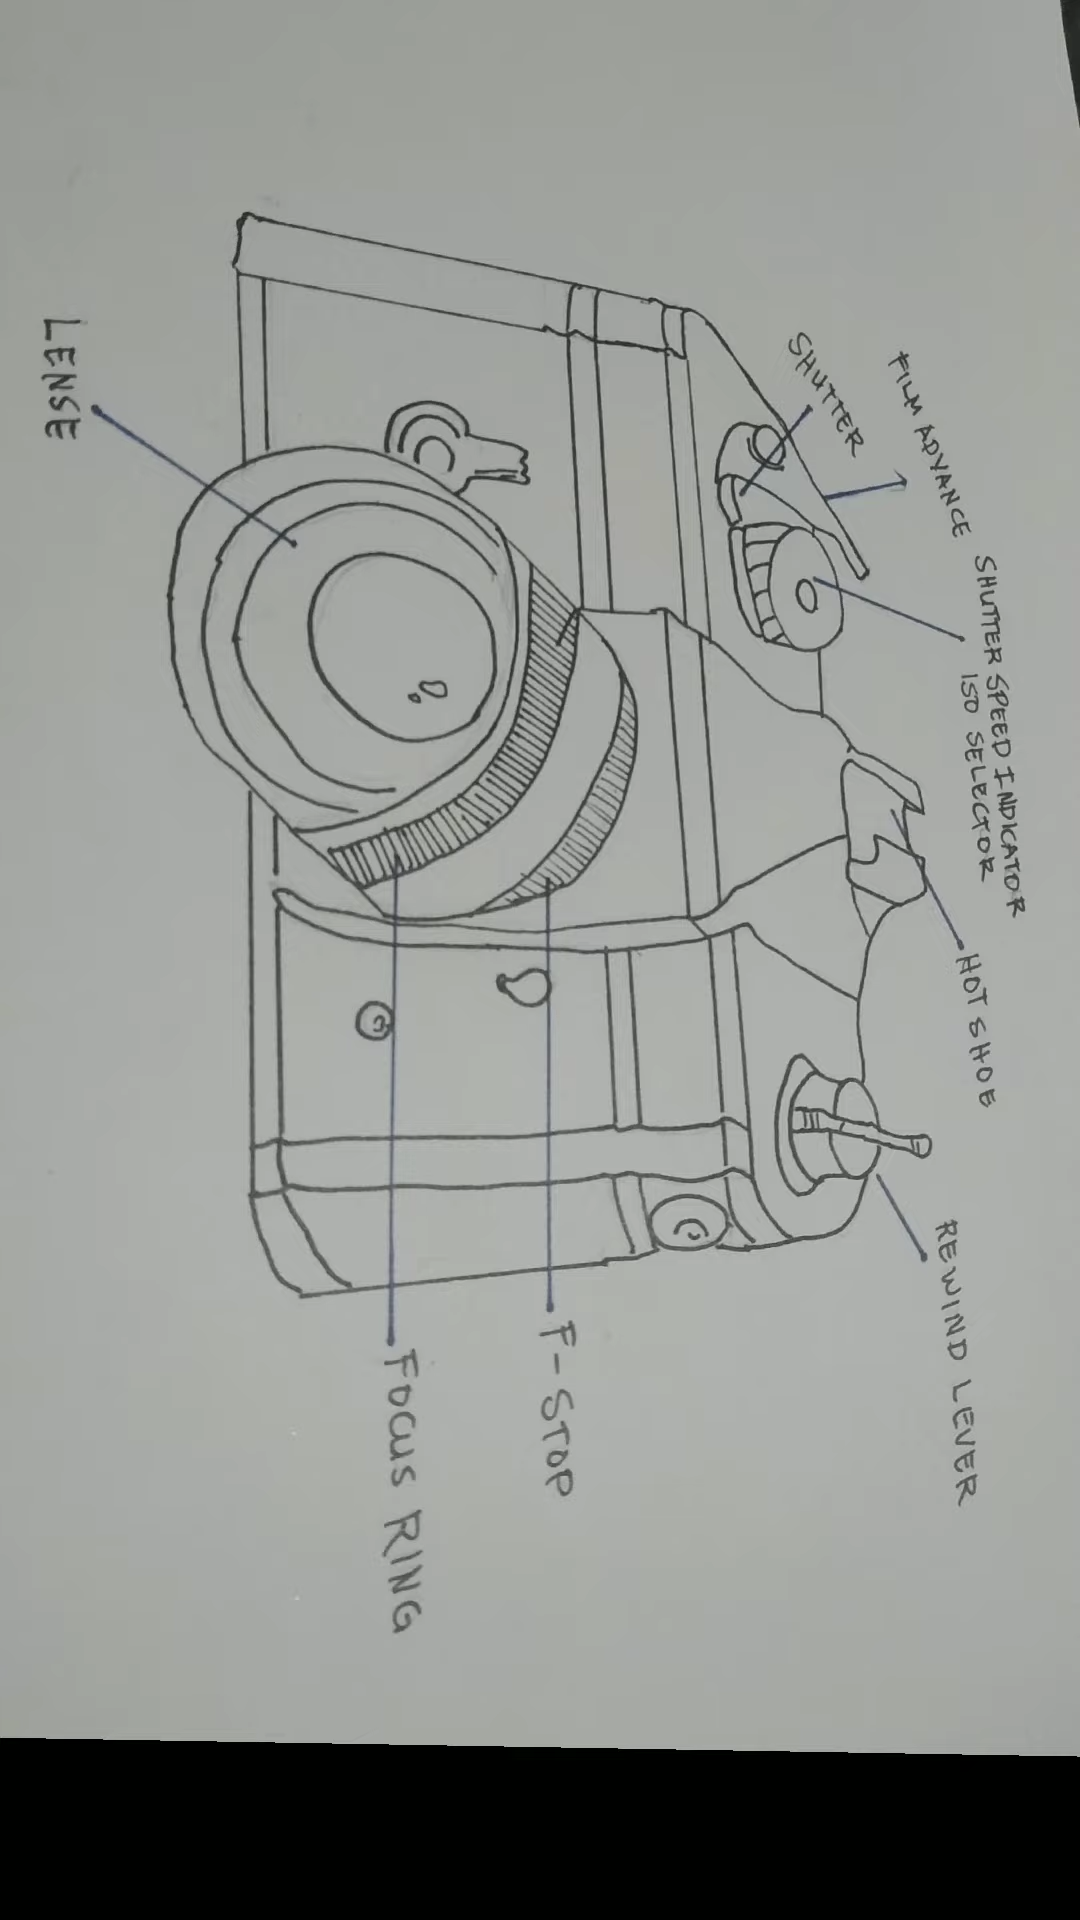 FILM ADVANCE
SHUTTER
SHUTTER SPEED INDICATOR
ISO SELECTOR
HOT SHOE
REWIND LEVER
F-STOP
FOCUS RING
LENSE